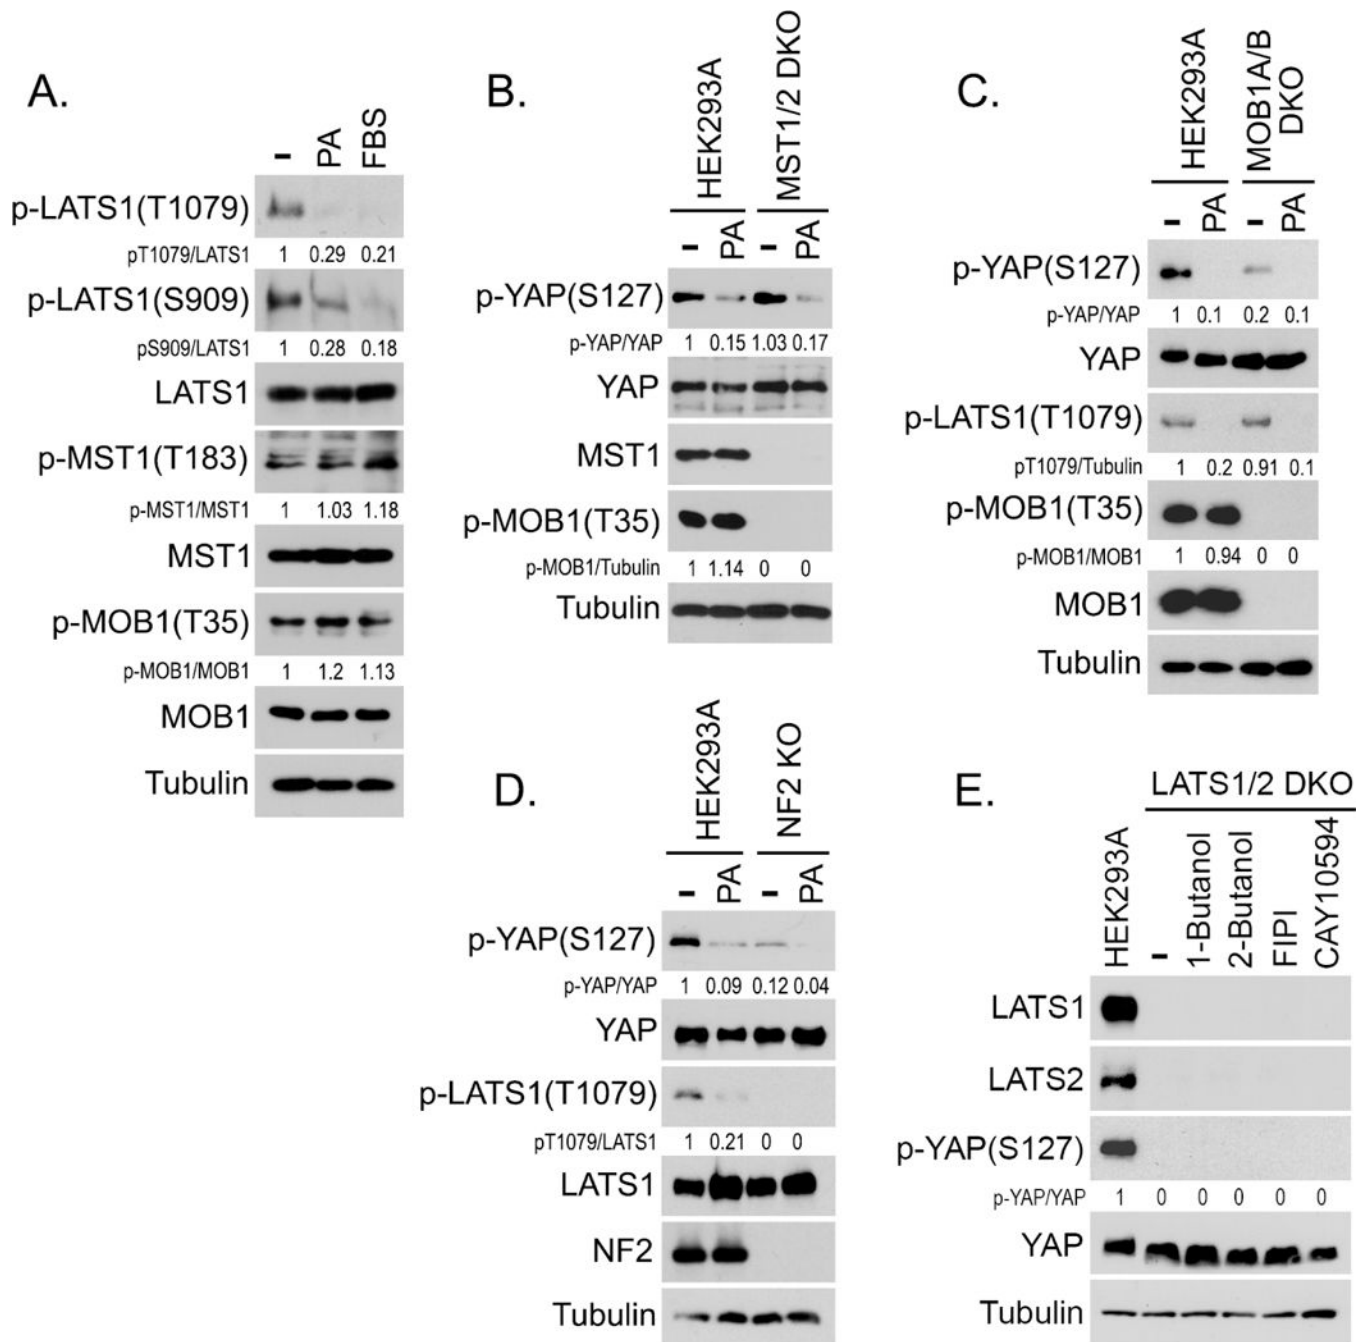 A.
- PA FBS
p-LATS1(T1079)
pT1079/LATS1 1 0.29 0.21
p-LATS1(S909)
pS909/LATS1 1 0.28 0.18
LATS1
p-MST1(T183)
p-MST1/MST1 1 1.03 1.18
MST1
p-MOB1(T35)
p-MOB1/MOB1 1 1.2 1.13
MOB1
Tubulin
B.
HEK293A MST1/2 DKO
- PA - PA
p-YAP(S127)
p-YAP/YAP 1 0.15 1.03 0.17
YAP
MST1
p-MOB1(T35)
p-MOB1/Tubulin 1 1.14 0 0
Tubulin
C.
HEK293A MOB1A/B DKO
- PA - PA
p-YAP(S127)
p-YAP/YAP 1 0.1 0.2 0.1
YAP
p-LATS1(T1079)
pT1079/Tubulin 1 0.2 0.91 0.1
p-MOB1(T35)
p-MOB1/MOB1 1 0.94 0 0
MOB1
Tubulin
D.
HEK293A NF2 KO
- PA - PA
p-YAP(S127)
p-YAP/YAP 1 0.09 0.12 0.04
YAP
p-LATS1(T1079)
pT1079/LATS1 1 0.21 0 0
LATS1
NF2
Tubulin
E.
LATS1/2 DKO
HEK293A - 1-Butanol 2-Butanol FIPI CAY10594
LATS1
LATS2
p-YAP(S127)
p-YAP/YAP 1 0 0 0 0 0
YAP
Tubulin